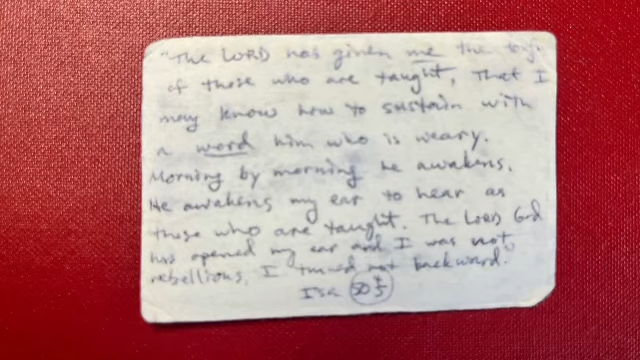 "The LORD has given me the
of those who are taught, That I
may know how to sustain with
a word him who is weary.
Morning by morning he awakens,
He awakens my ear to hear as
those who are taught. The LORD God
has opened my ear and I was not
rebellious, I turned not backward.
Isa 50